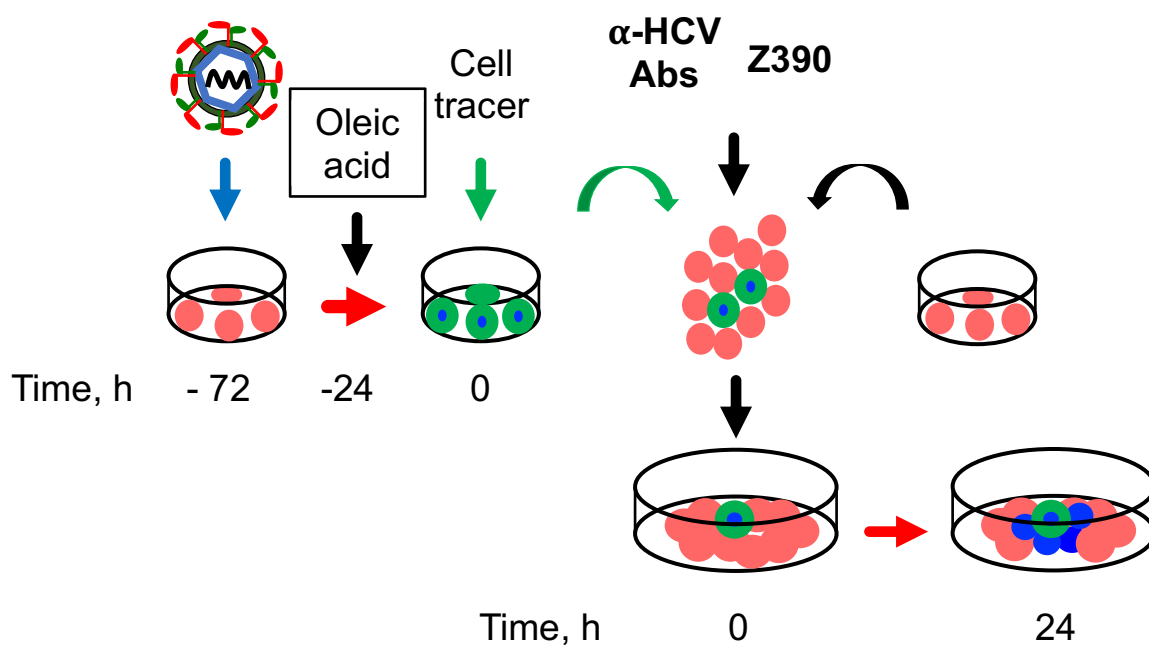 Cell
tracer
Oleic
acid
α-HCV
Abs
Z390
Time, h - 72 -24 0
Time, h 0 24